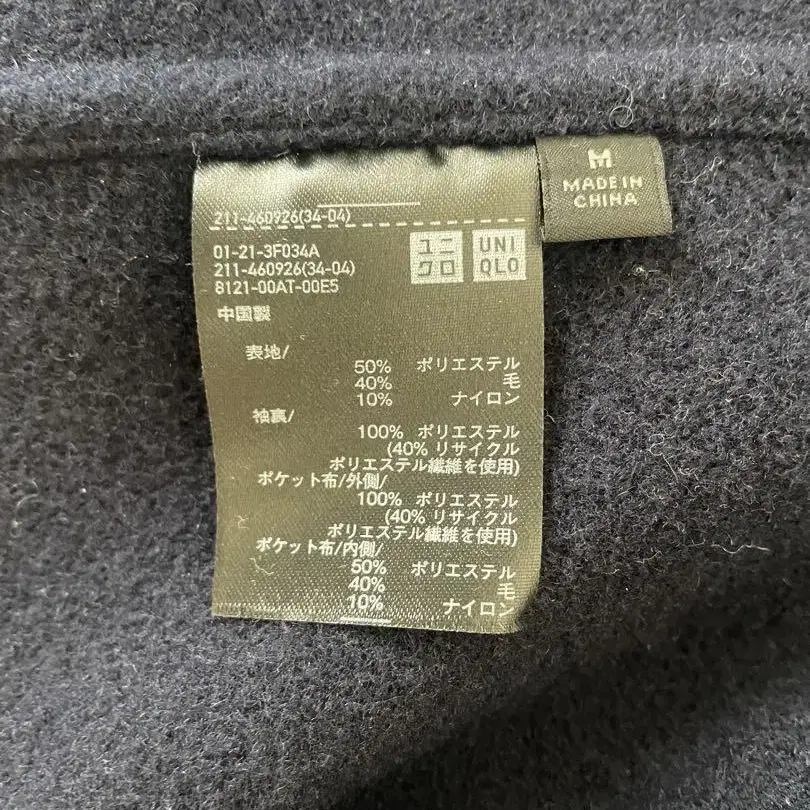 M
MADE IN
CHINA
211-460926(34-04)
01-21-3F034A
211-460926(34-04)
8121-00AT-00E5
ユニ
クロ
UNI
QLO
中国製
表地/
50% ポリエステル
40% 毛
10% ナイロン
袖裏/
100% ポリエステル
(40% リサイクル
ポリエステル繊維を使用)
ポケット布/外側/
100% ポリエステル
(40% リサイクル
ポリエステル繊維を使用)
ポケット布/内側/
50% ポリエステル
40% 毛
10% ナイロン